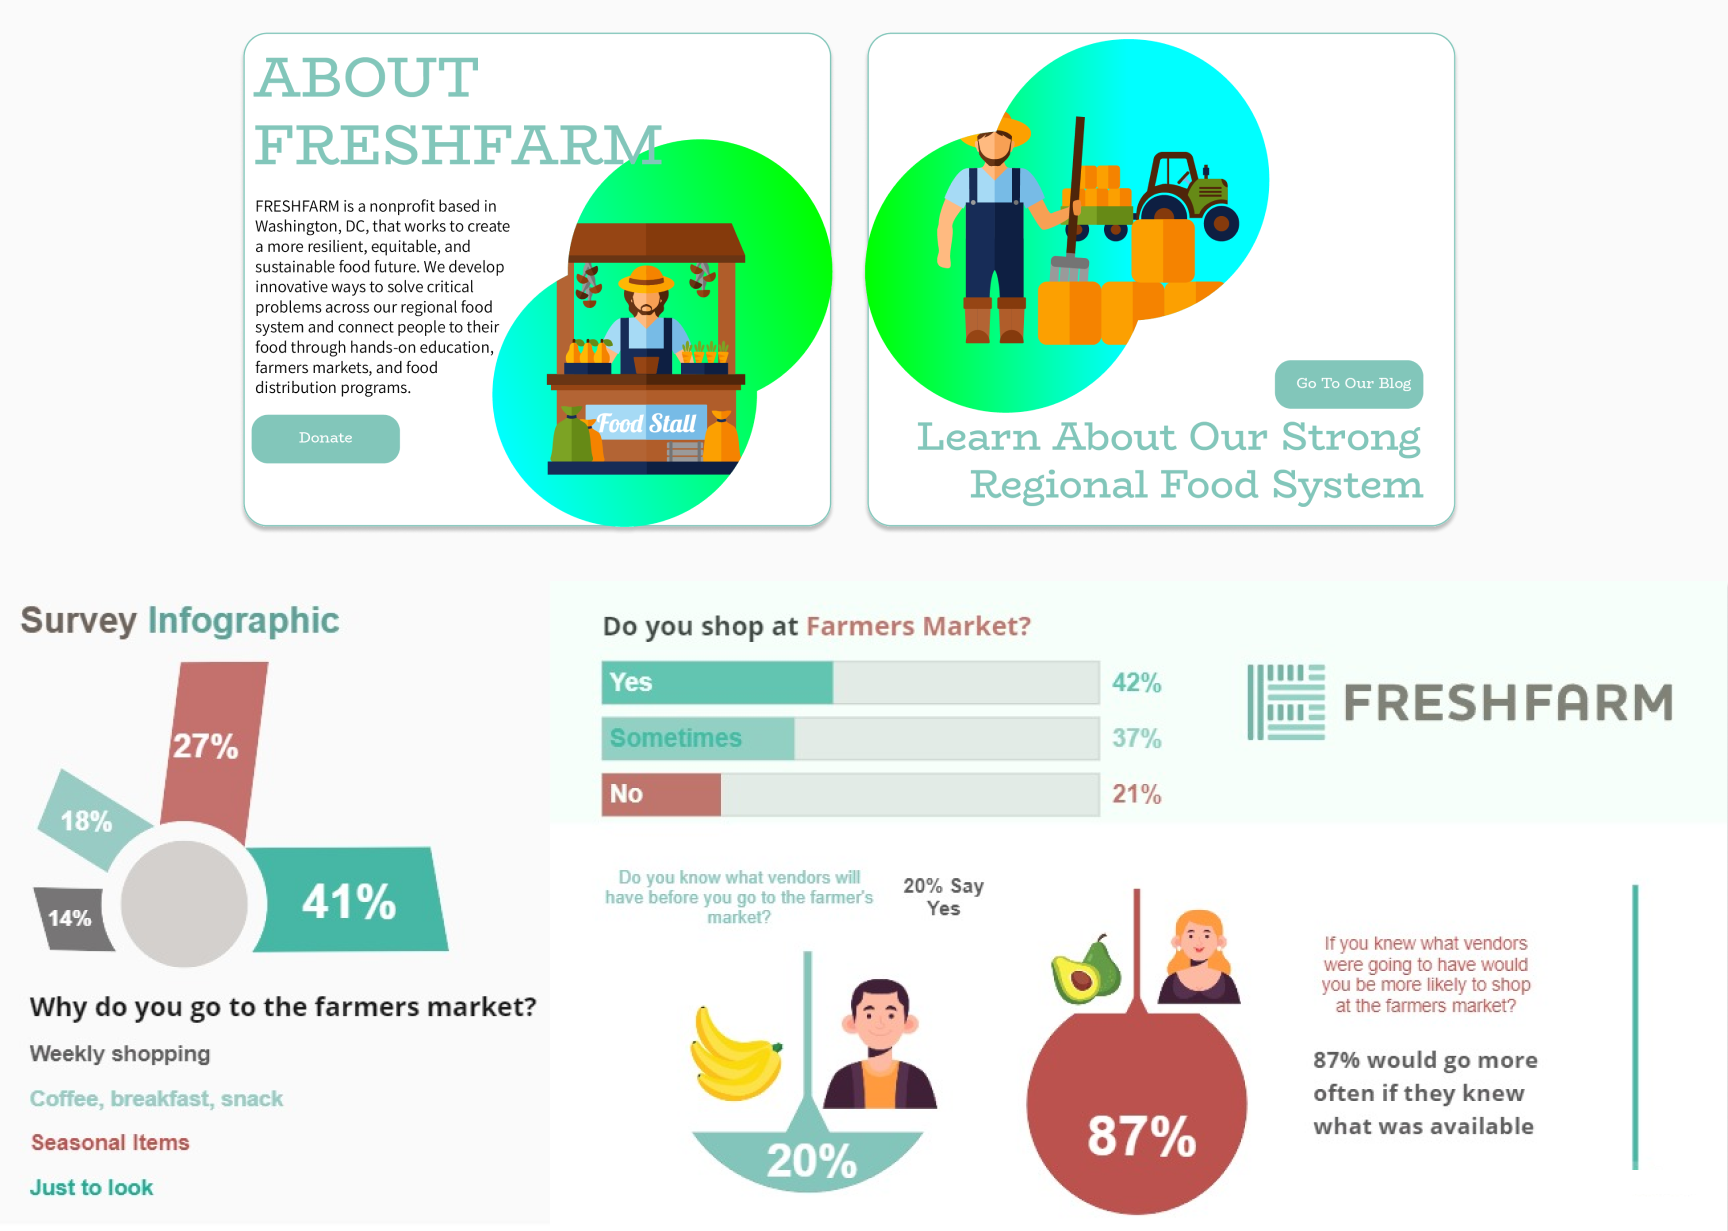 ABOUT
FRESHFARM
FRESHFARM is a nonprofit based in
Washington, DC, that works to create
a more resilient, equitable, and
sustainable food future. We develop
innovative ways to solve critical
problems across our regional food
system and connect people to their
food through hands-on education,
farmers markets, and food
distribution programs.
Donate
Food Stall
Go To Our Blog
Learn About Our Strong
Regional Food System
Survey Infographic
27%
18%
14%
41%
Why do you go to the farmers market?
Weekly shopping
Coffee, breakfast, snack
Seasonal Items
Just to look
Do you shop at Farmers Market?
Yes 42%
Sometimes 37%
No 21%
FRESHFARM
Do you know what vendors will
have before you go to the farmer's
market?
20% Say
Yes
20%
87%
If you knew what vendors
were going to have would
you be more likely to shop
at the farmers market?
87% would go more
often if they knew
what was available